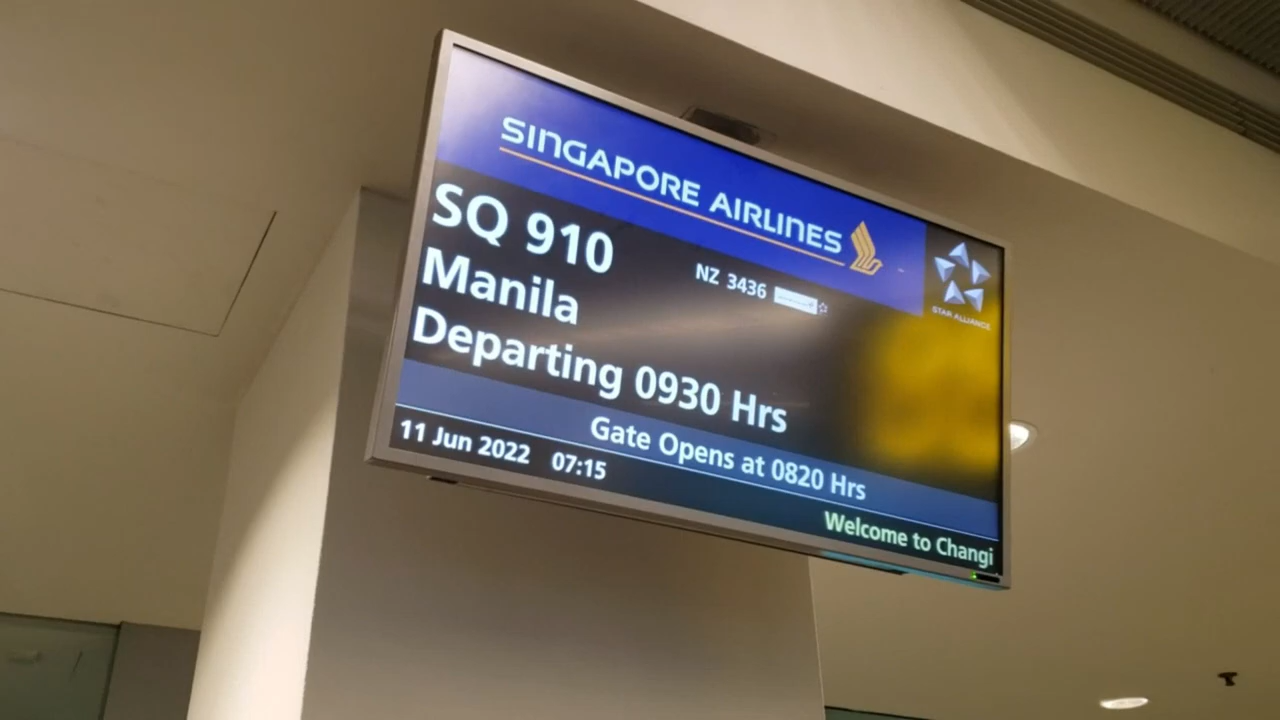 SINGAPORE AIRLINES
STAR ALLIANCE
SQ 910
NZ 3436
Manila
Departing 0930 Hrs
Gate Opens at 0820 Hrs
11 Jun 2022 07:15
Welcome to Changi